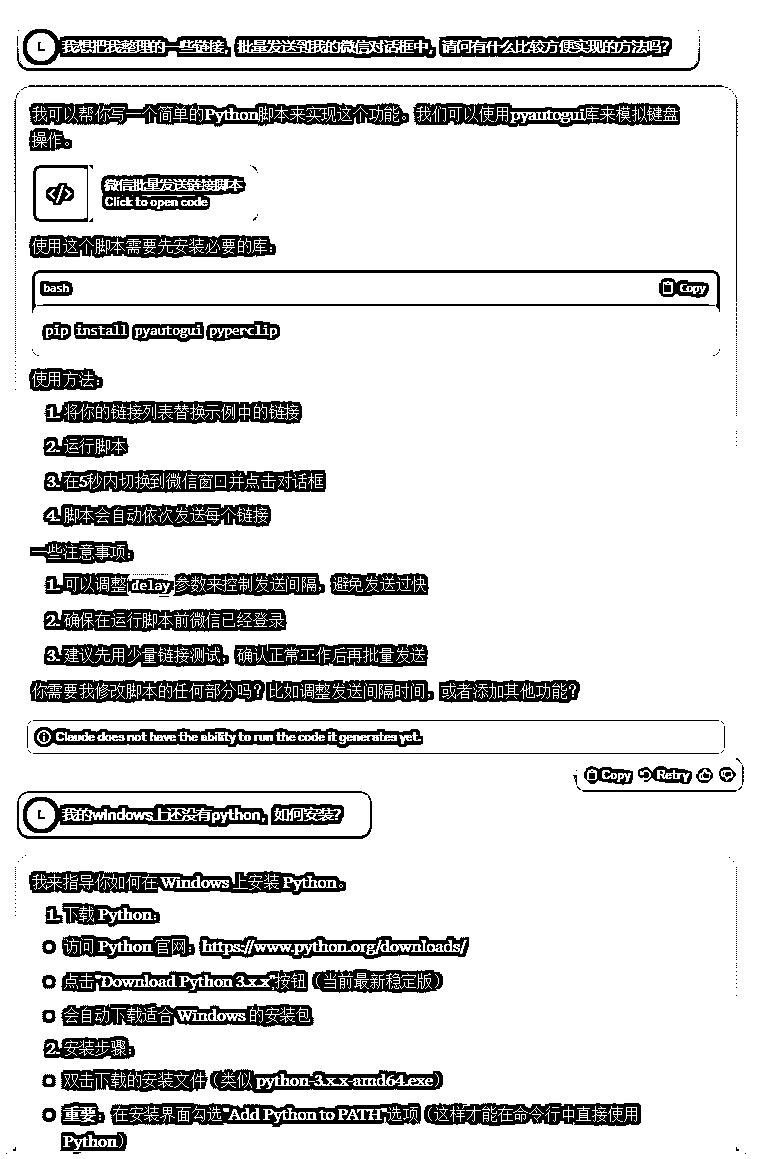 L 我想把我整理的一些链接，批量发送到我的微信对话框中，请问有什么比较方便实现的方法吗？
我可以帮你写一个简单的Python脚本来实现这个功能。我们可以使用pyautogui库来模拟键盘
操作。
</> 微信批量发送链接脚本
Click to open code
使用这个脚本需要先安装必要的库：
bash Copy
pip install pyautogui pyperclip
使用方法：
1. 将你的链接列表替换示例中的链接
2. 运行脚本
3. 在5秒内切换到微信窗口并点击对话框
4. 脚本会自动依次发送每个链接
一些注意事项：
1. 可以调整 delay 参数来控制发送间隔，避免发送过快
2. 确保在运行脚本前微信已经登录
3. 建议先用少量链接测试，确认正常工作后再批量发送
你需要我修改脚本的任何部分吗？比如调整发送间隔时间，或者添加其他功能？
Claude does not have the ability to run the code it generates yet.
Copy Retry
L 我的windows上还没有python，如何安装？
我来指导你如何在 Windows 上安装 Python。
1. 下载 Python：
访问 Python 官网：https://www.python.org/downloads/
点击"Download Python 3.x.x"按钮（当前最新稳定版）
会自动下载适合 Windows 的安装包
2. 安装步骤：
双击下载的安装文件（类似 python-3.x.x-amd64.exe）
重要：在安装界面勾选"Add Python to PATH"选项（这样才能在命令行中直接使用
Python）